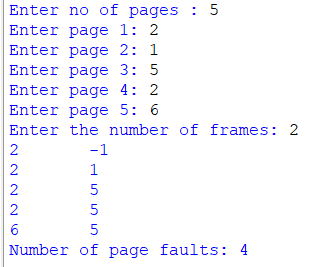 Enter no of pages : 5
Enter page 1: 2
Enter page 2: 1
Enter page 3: 5
Enter page 4: 2
Enter page 5: 6
Enter the number of frames: 2
2 -1
2 1
2 5
2 5
6 5
Number of page faults: 4